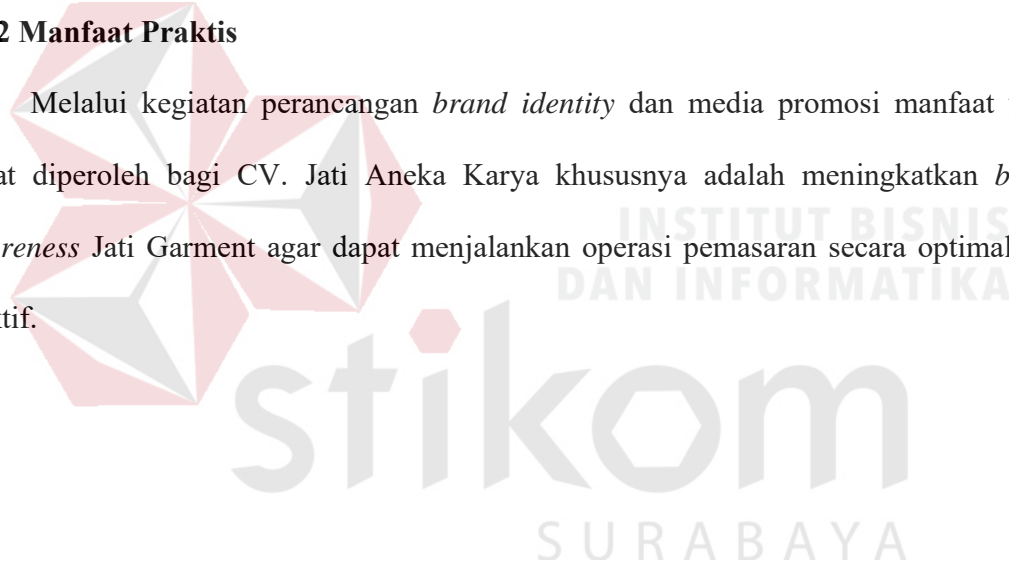 2 Manfaat Praktis
Melalui kegiatan perancangan brand identity dan media promosi manfaat
at diperoleh bagi CV. Jati Aneka Karya khususnya adalah meningkatkan b
reness Jati Garment agar dapat menjalankan operasi pemasaran secara optimal
tif.
INSTITUT BISNIS
DAN INFORMATIKA
stikom
SURABAYA